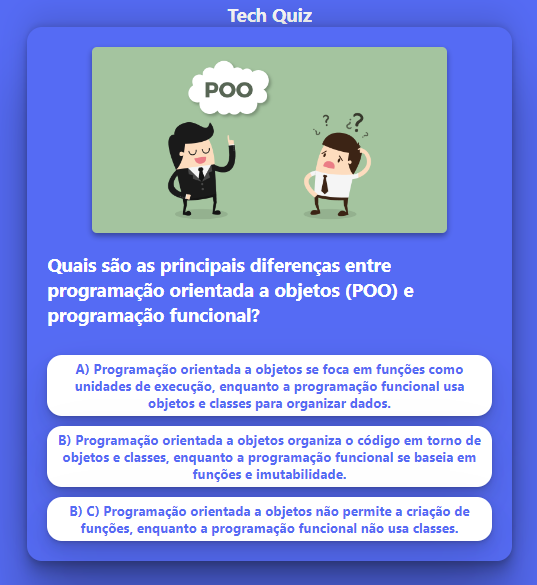 Tech Quiz
POO
? ? ¿ ? ?
Quais são as principais diferenças entre
programação orientada a objetos (POO) e
programação funcional?
A) Programação orientada a objetos se foca em funções como
unidades de execução, enquanto a programação funcional usa
objetos e classes para organizar dados.
B) Programação orientada a objetos organiza o código em torno de
objetos e classes, enquanto a programação funcional se baseia em
funções e imutabilidade.
B) C) Programação orientada a objetos não permite a criação de
funções, enquanto a programação funcional não usa classes.